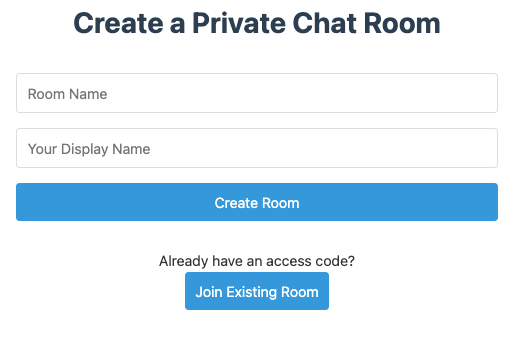 Create a Private Chat Room
Room Name
Your Display Name
Create Room
Already have an access code?
Join Existing Room